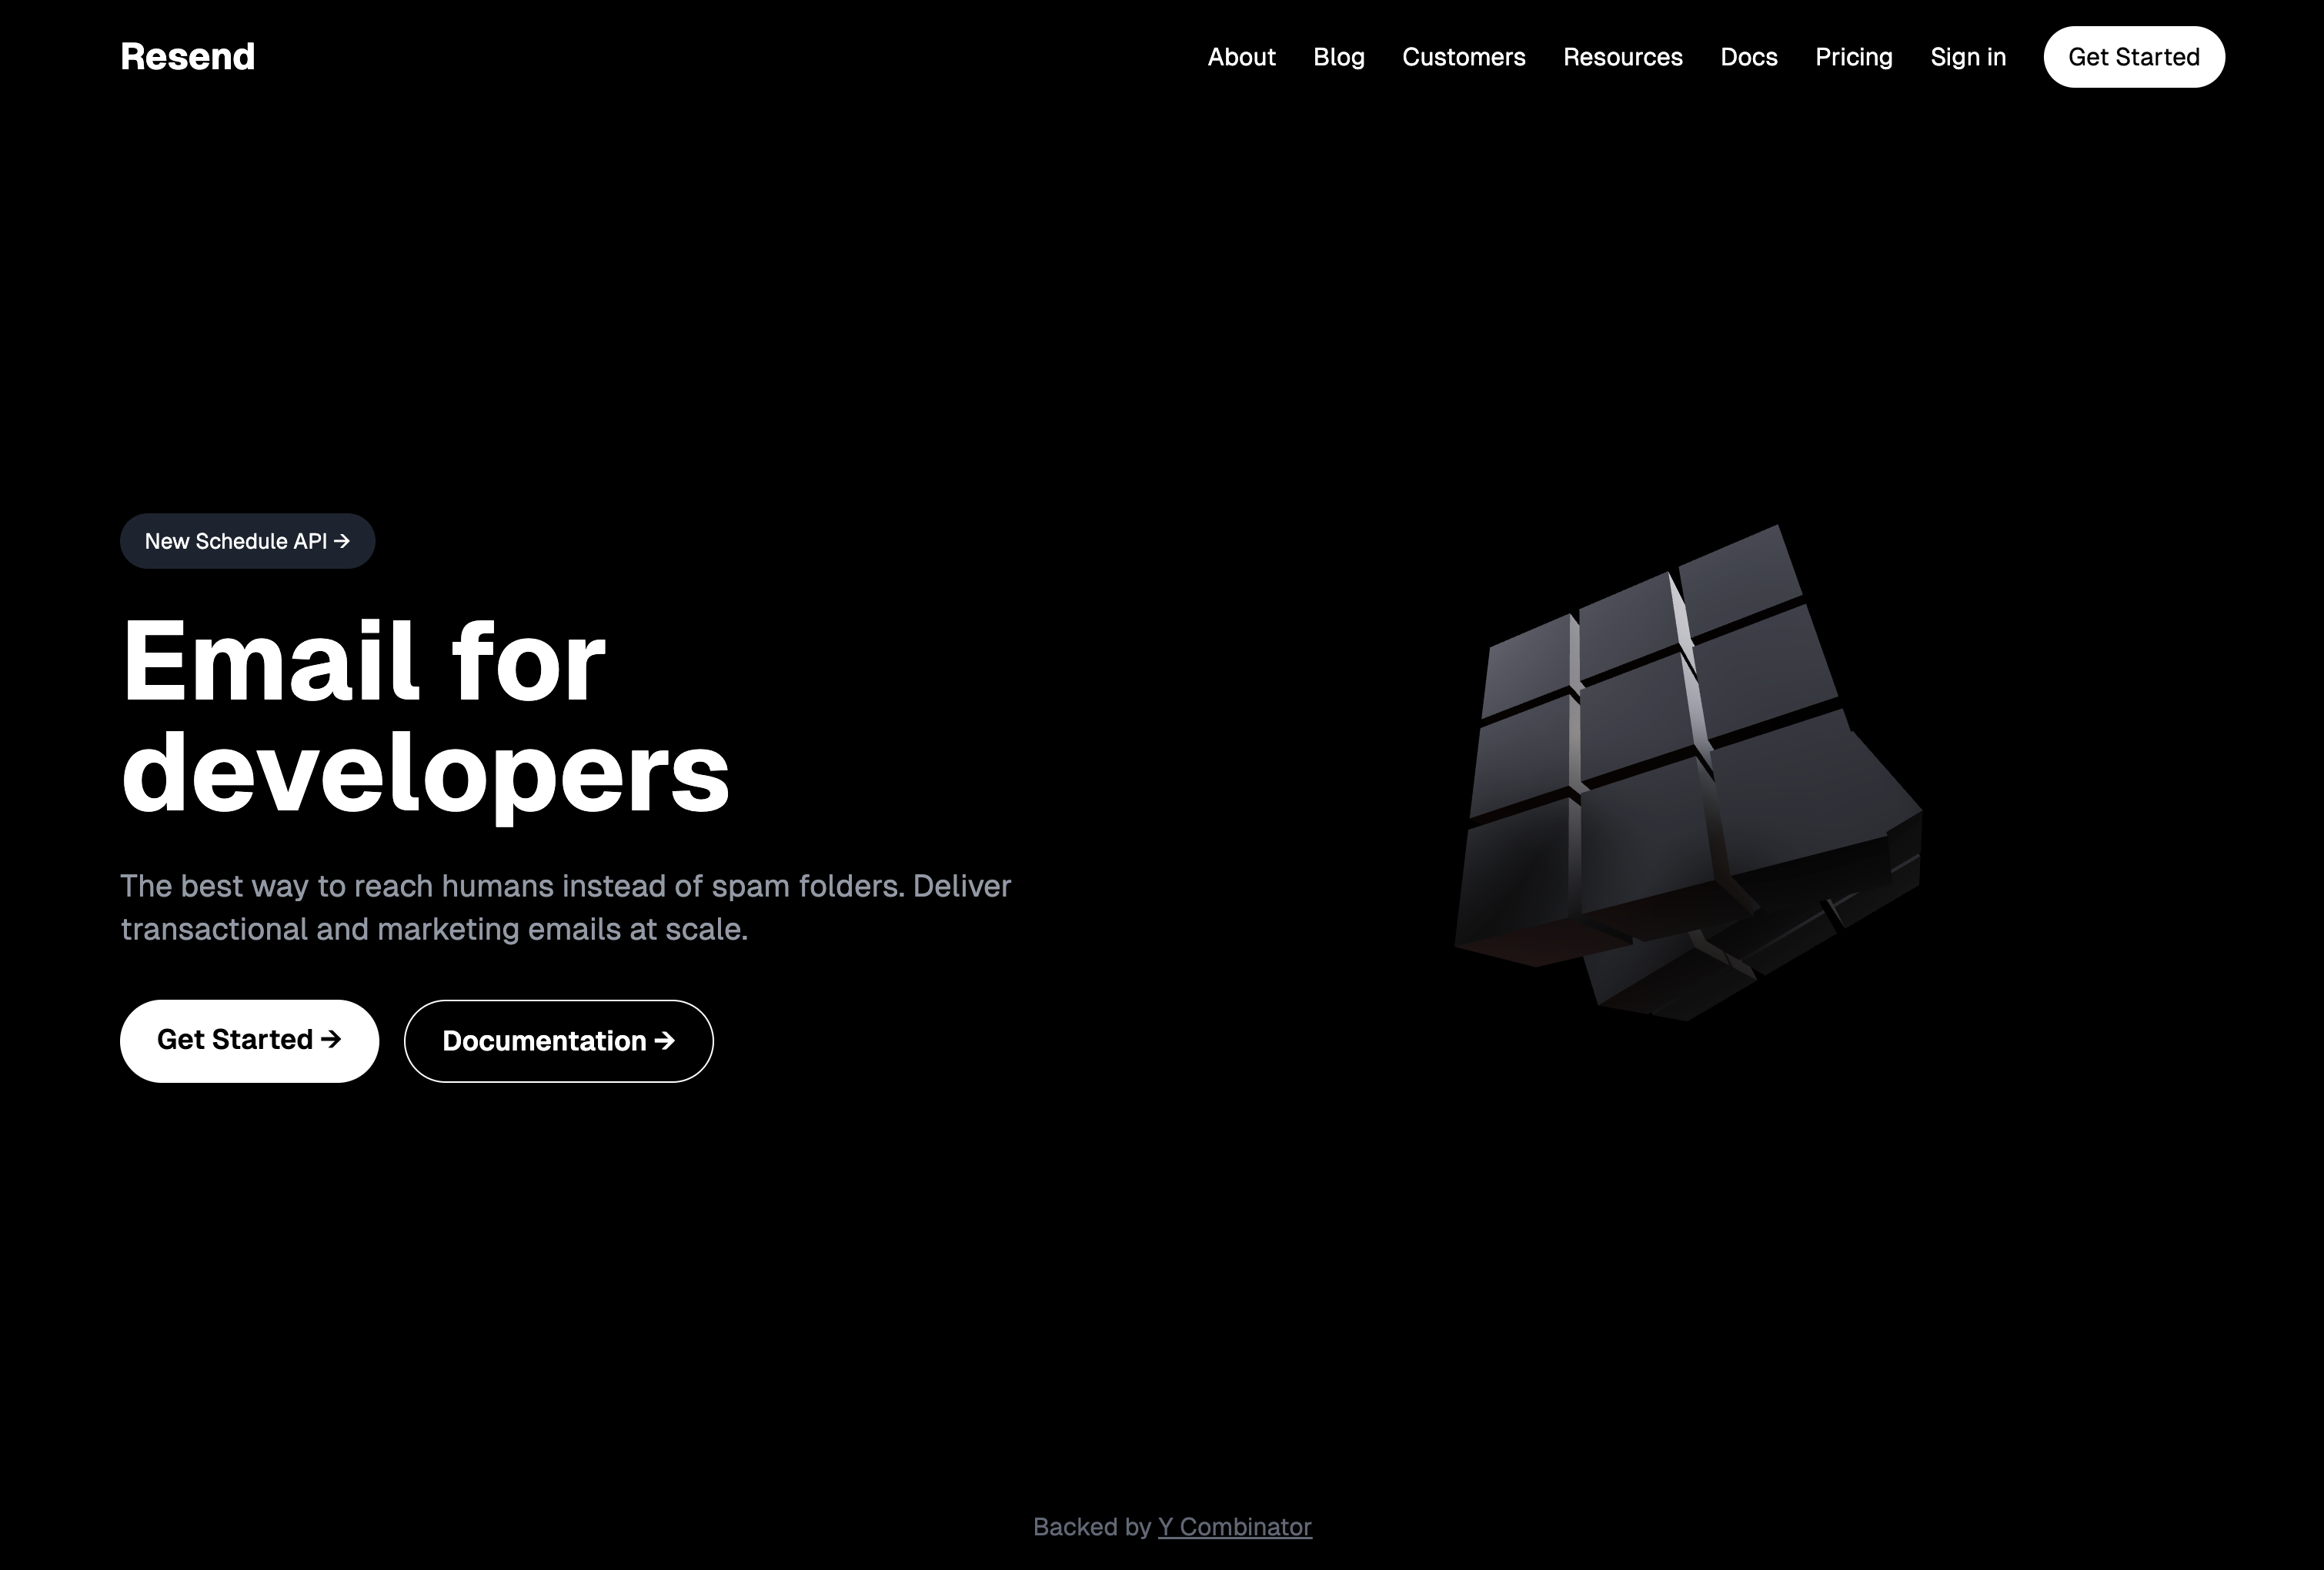 Resend
About
Blog
Customers
Resources
Docs
Pricing
Sign in
Get Started
New Schedule API →
Email for
developers
The best way to reach humans instead of spam folders. Deliver
transactional and marketing emails at scale.
Get Started →
Documentation →
Backed by Y Combinator